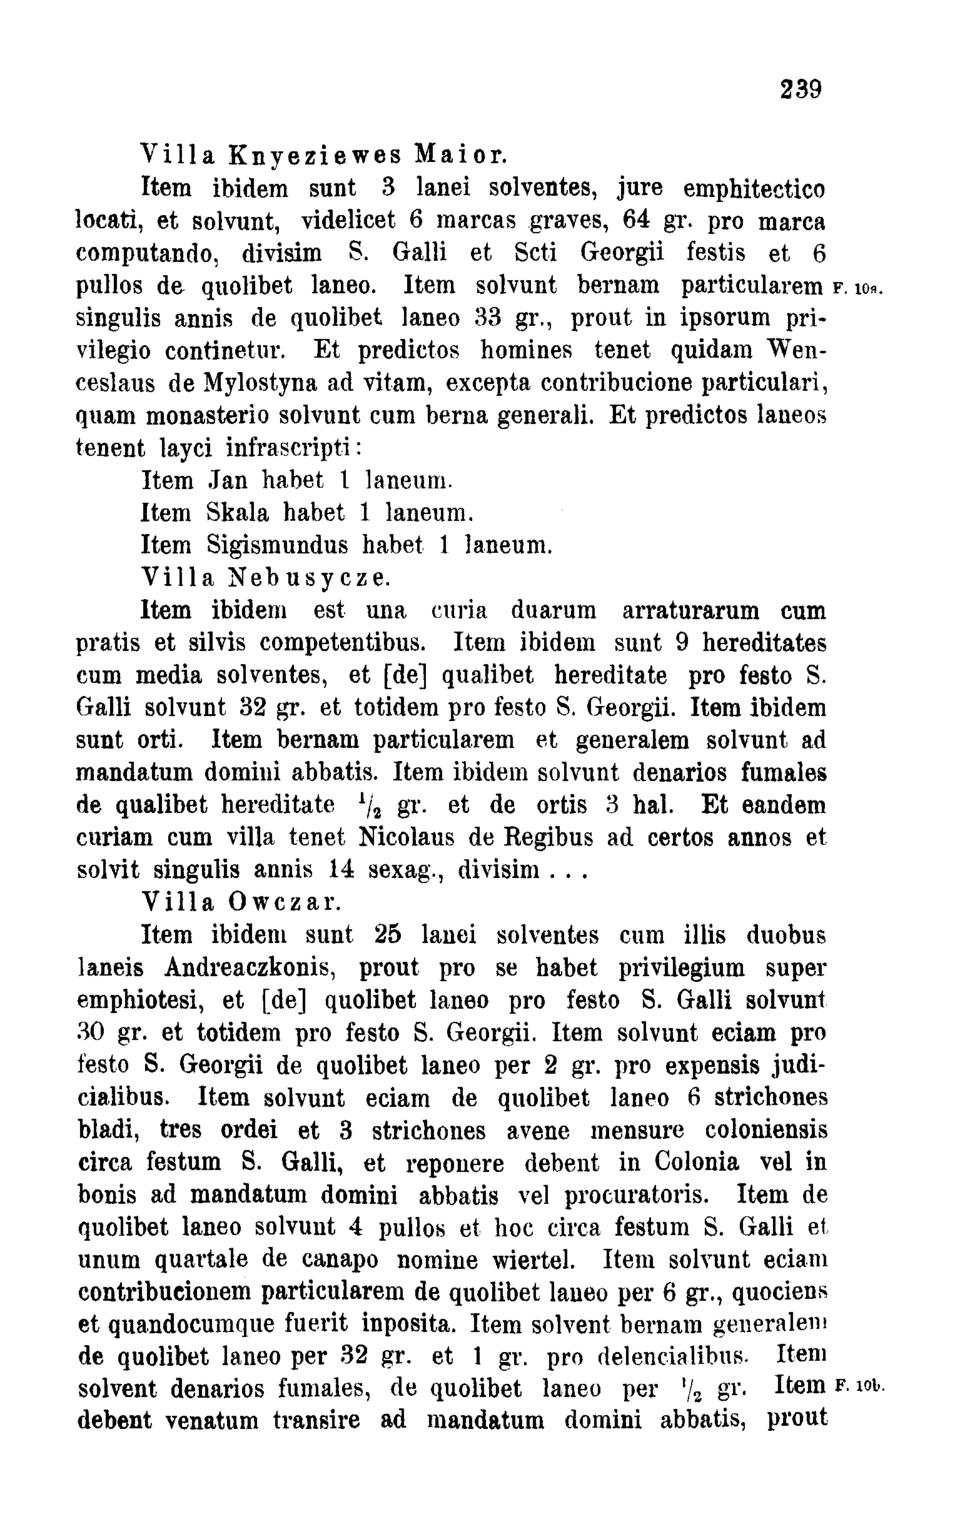 239
Villa Knyeziewes Maior.
Item ibidem sunt 3 lanei solventes, jure emphitectico
locati, et solvunt, videlicet 6 marcas graves, 64 gr. pro marca
computando, divisim S. Galli et Scti Georgii festis et 6
pullos de quolibet laneo. Item solvunt bernam particularem F. 10a.
singulis annis de quolibet laneo 33 gr., prout in ipsorum pri-
vilegio continetur. Et predictos homines tenet quidam Wen-
ceslaus de Mylostyna ad vitam, excepta contribucione particulari,
quam monasterio solvunt cum berna generali. Et predictos laneos
tenent layci infrascripti:
Item Jan habet 1 laneum.
Item Skala habet 1 laneum.
Item Sigismundus habet 1 laneum.
Villa Nebusycze.
Item ibidem est una curia duarum arraturarum cum
pratis et silvis competentibus. Item ibidem sunt 9 hereditates
cum media solventes, et [de] qualibet hereditate pro festo S.
Galli solvunt 32 gr. et totidem pro festo S. Georgii. Item ibidem
sunt orti. Item bernam particularem et generalem solvunt ad
mandatum domini abbatis. Item ibidem solvunt denarios fumales
de qualibet hereditate 1/2 gr. et de ortis 3 hal. Et eandem
curiam cum villa tenet Nicolaus de Regibus ad certos annos et
solvit singulis annis 14 sexag., divisim . . .
Villa Owczar.
Item ibidem sunt 25 lanei solventes cum illis duobus
laneis Andreaczkonis, prout pro se habet privilegium super
emphiotesi, et [de] quolibet laneo pro festo S. Galli solvunt
30 gr. et totidem pro festo S. Georgii. Item solvunt eciam pro
festo S. Georgii de quolibet laneo per 2 gr. pro expensis judi-
cialibus. Item solvunt eciam de quolibet laneo 6 strichones
bladi, tres ordei et 3 strichones avene mensure coloniensis
circa festum S. Galli, et reponere debent in Colonia vel in
bonis ad mandatum domini abbatis vel procuratoris. Item de
quolibet laneo solvunt 4 pullos et hoc circa festum S. Galli et
unum quartale de canapo nomine wiertel. Item solvunt eciam
contribucionem particularem de quolibet laneo per 6 gr., quociens
et quandocumque fuerit inposita. Item solvent bernam generalem
de quolibet laneo per 32 gr. et 1 gr. pro delencialibus. Item
solvent denarios fumales, de quolibet laneo per 1/2 gr. Item F. 10b.
debent venatum transire ad mandatum domini abbatis, prout